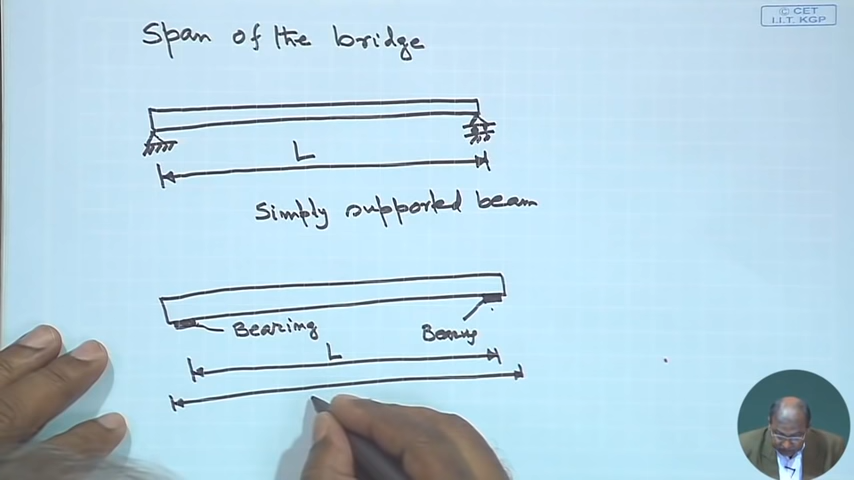 © CET
I.I.T. KGP
Span of the bridge
L
Simply supported beam
Bearing
Bearing
L